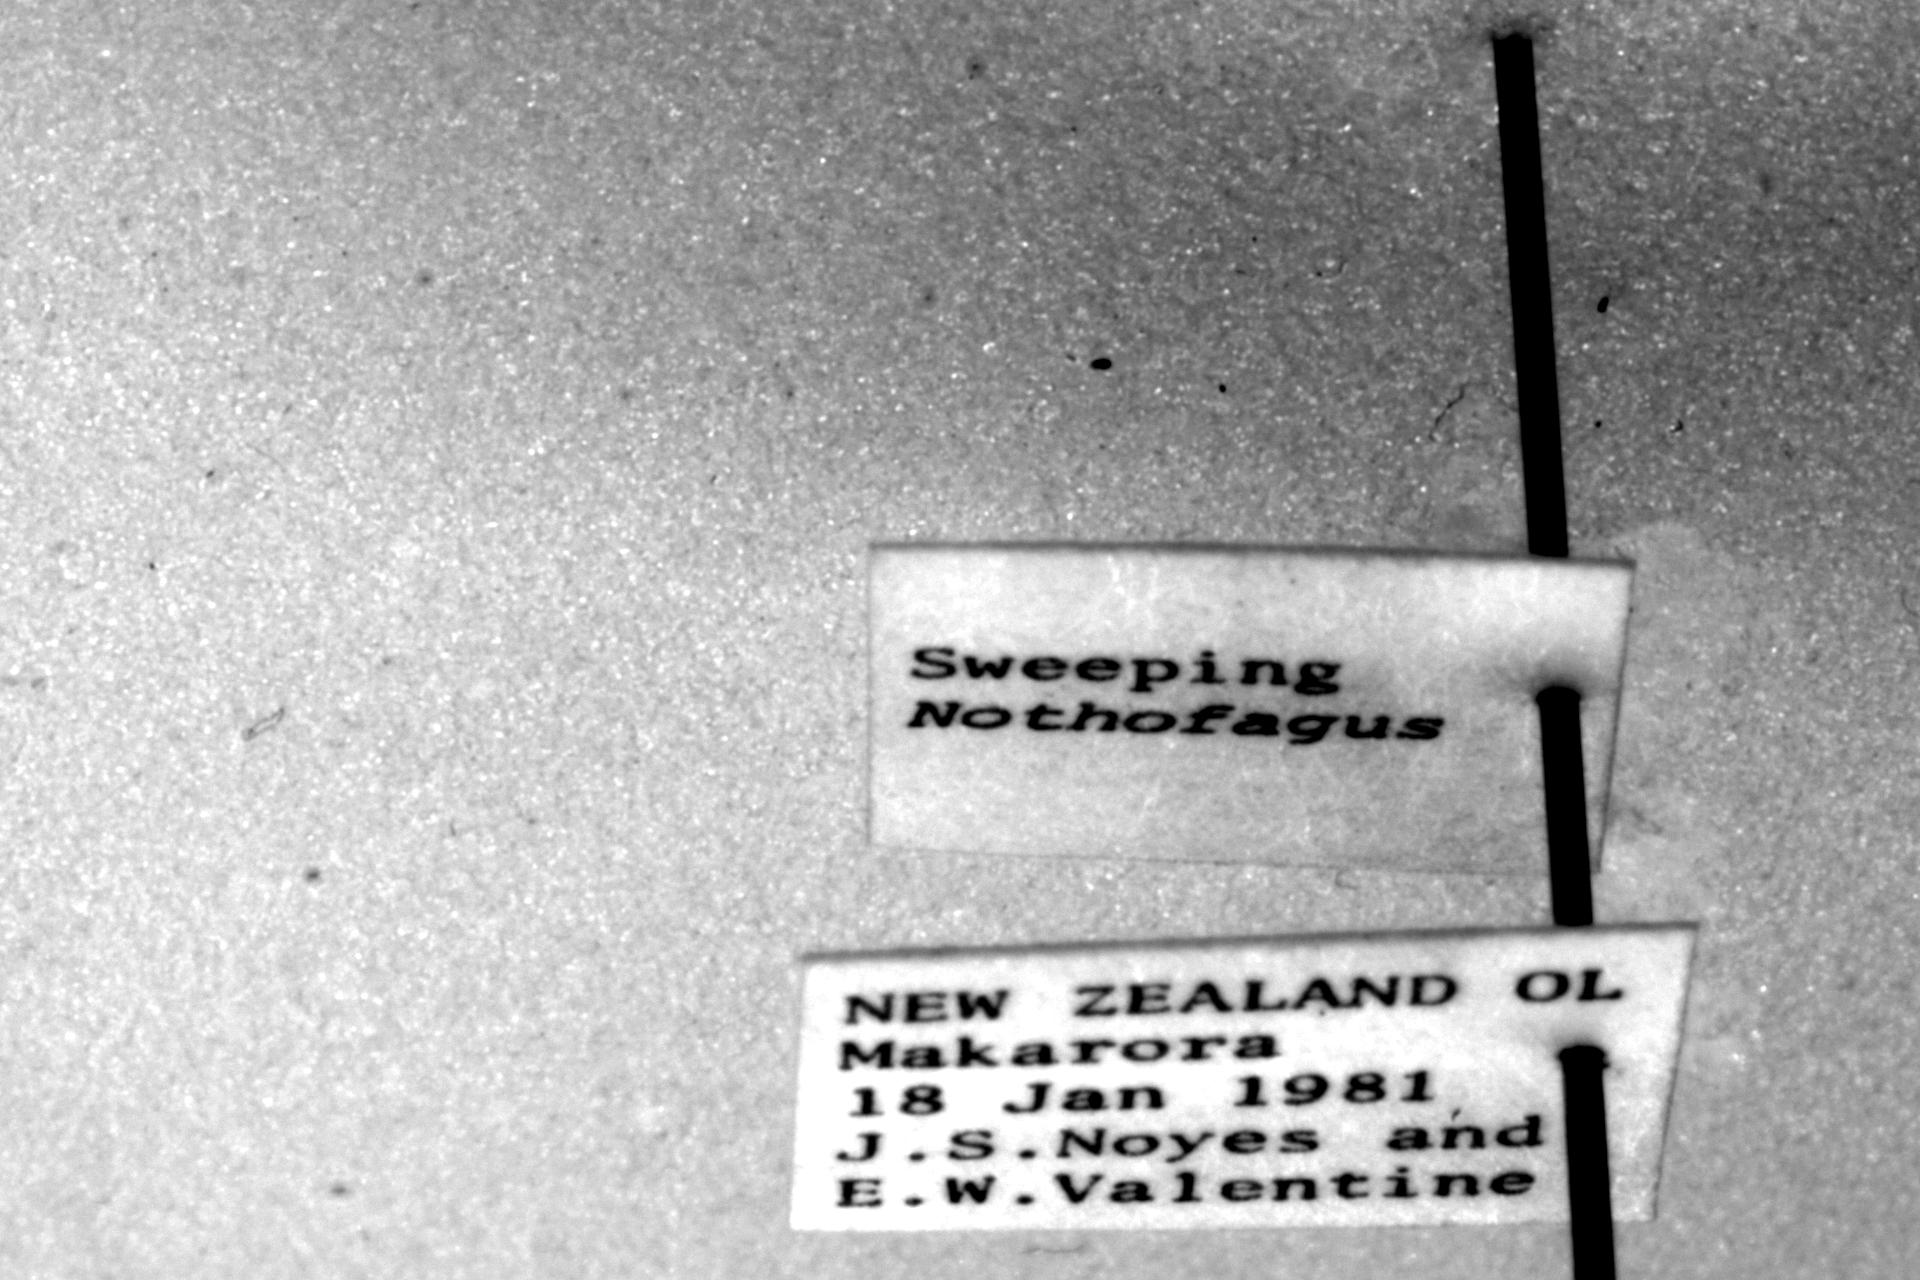 Sweeping
Nothofagus
NEW ZEALAND OL
Makarora
18 Jan 1981
J.S.Noyes and
E.W.Valentine